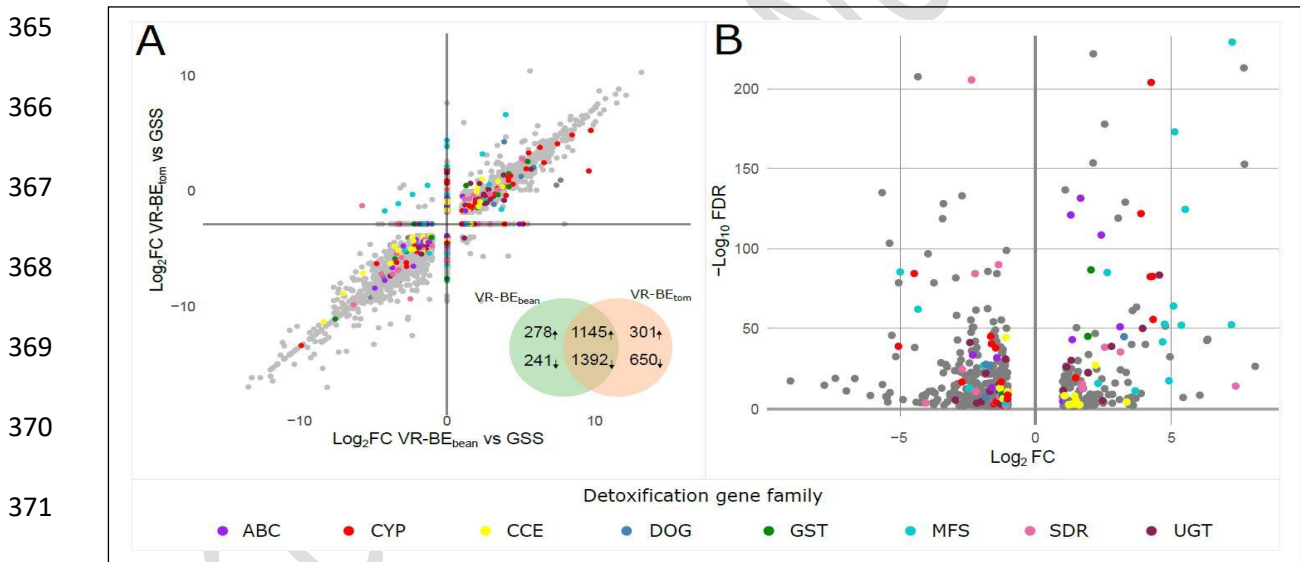 365
366
367
368
369
370
371
A
Log₂FC VR-BEtom vs GSS
10
0
−10
−10
0
10
Log₂FC VR-BEbean vs GSS
VR-BEbean
VR-BEtom
278↑ 1145↑ 301↑
241↓ 1392↓ 650↓
B
−Log₁₀ FDR
200
150
100
50
0
−5
0
5
Log₂ FC
Detoxification gene family
ABC CYP CCE DOG GST MFS SDR UGT